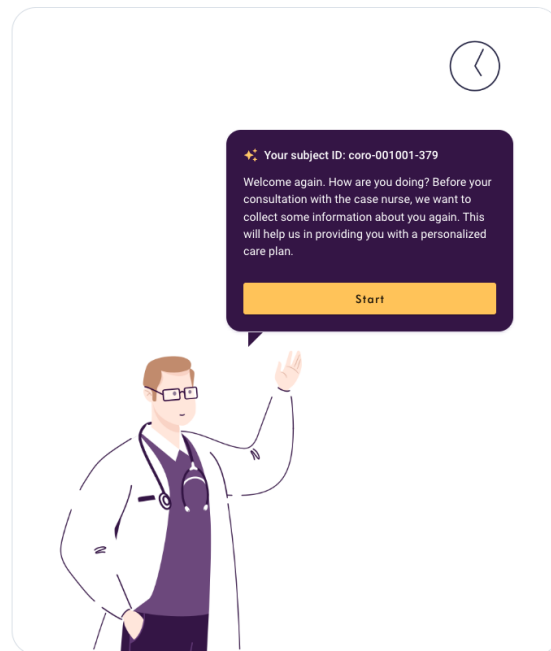 Your subject ID: coro-001001-379
Welcome again. How are you doing? Before your
consultation with the case nurse, we want to
collect some information about you again. This
will help us in providing you with a personalized
care plan.
Start